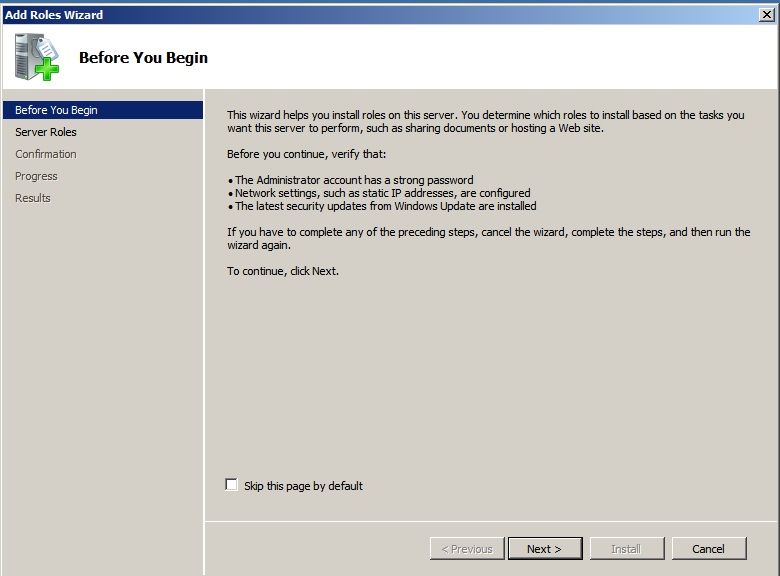 Add Roles Wizard
Before You Begin
Before You Begin
Server Roles
Confirmation
Progress
Results
This wizard helps you install roles on this server. You determine which roles to install based on the tasks you
want this server to perform, such as sharing documents or hosting a Web site.
Before you continue, verify that:
• The Administrator account has a strong password
• Network settings, such as static IP addresses, are configured
• The latest security updates from Windows Update are installed
If you have to complete any of the preceding steps, cancel the wizard, complete the steps, and then run the
wizard again.
To continue, click Next.
Skip this page by default
< Previous Next > Install Cancel